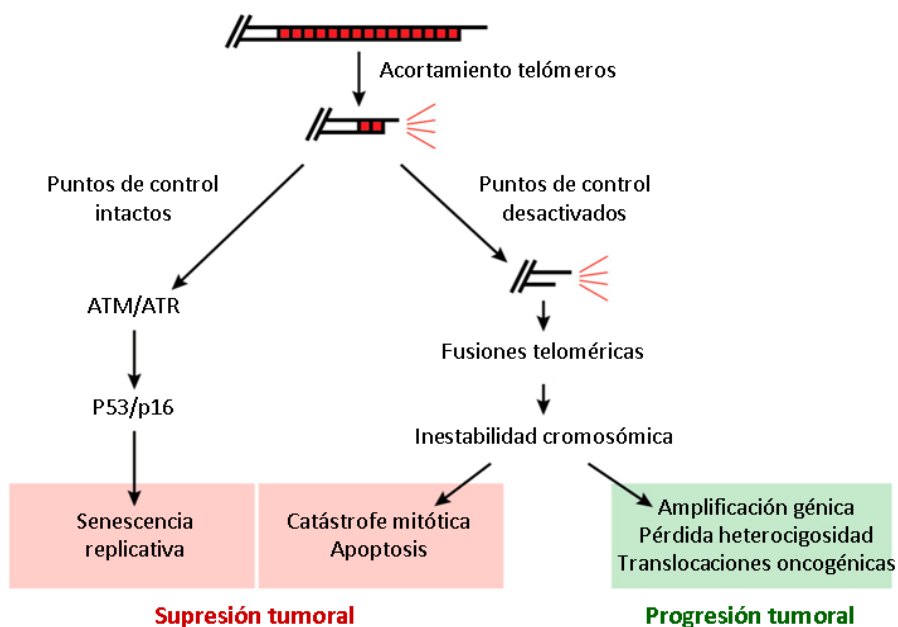 Acortamiento telómeros
Puntos de control
intactos
Puntos de control
desactivados
ATM/ATR
Fusiones teloméricas
P53/p16
Inestabilidad cromosómica
Senescencia
replicativa
Catástrofe mitótica
Apoptosis
Amplificación génica
Pérdida heterocigosidad
Translocaciones oncogénicas
Supresión tumoral
Progresión tumoral